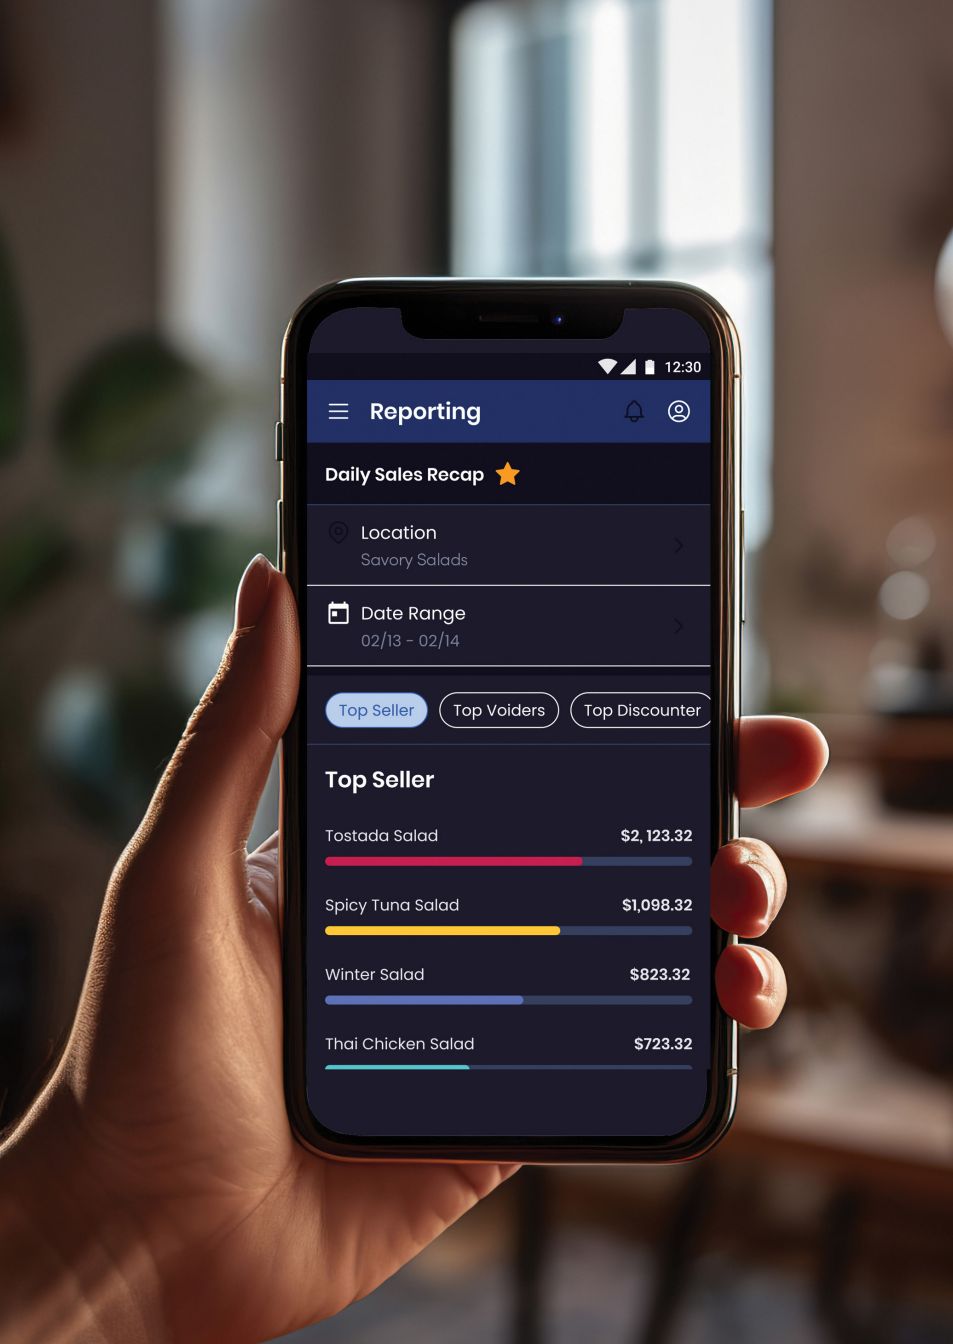 12:30
Reporting
Daily Sales Recap
Location
Savory Salads
Date Range
02/13 - 02/14
Top Seller Top Voiders Top Discounter
Top Seller
Tostada Salad $2, 123.32
Spicy Tuna Salad $1,098.32
Winter Salad $823.32
Thai Chicken Salad $723.32